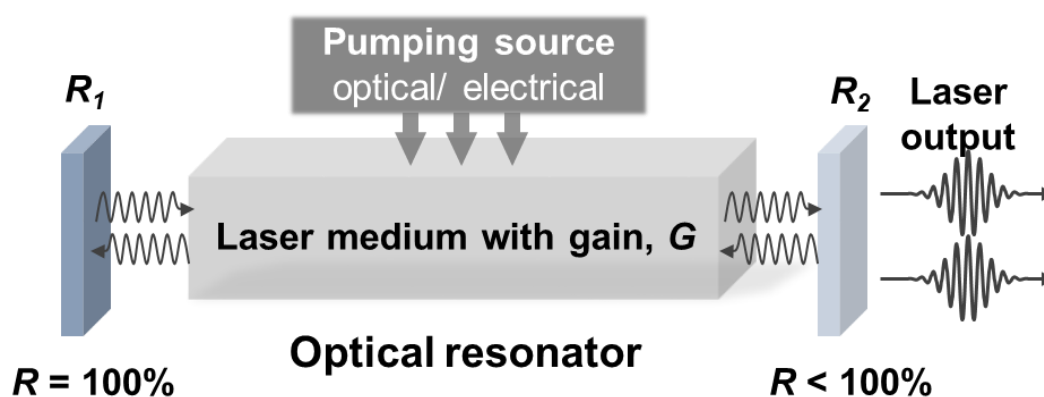 Pumping source
optical/ electrical
R₁
R₂
Laser
output
Laser medium with gain, G
Optical resonator
R = 100%
R < 100%